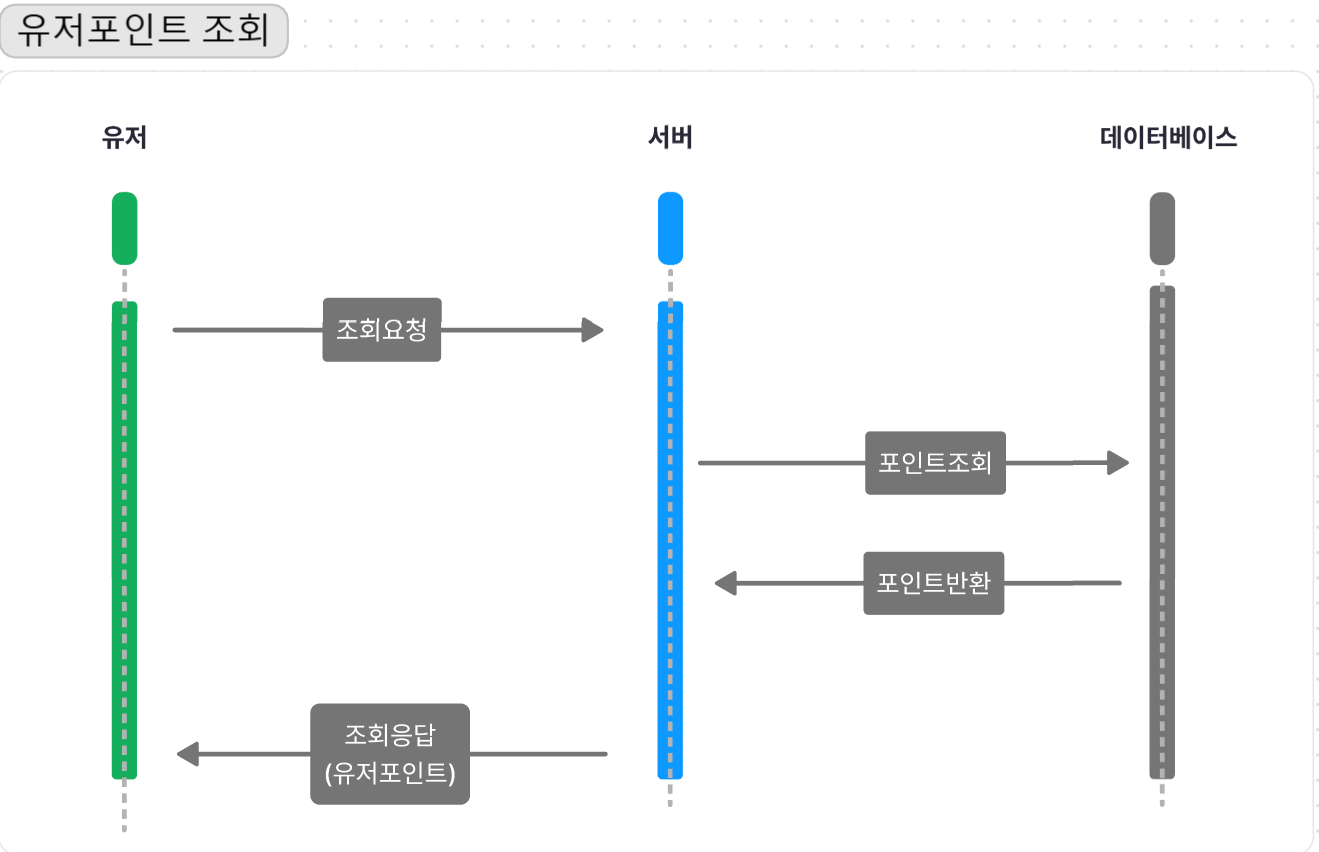 유저포인트 조회
유저
서버
데이터베이스
조회요청
포인트조회
포인트반환
조회응답
(유저포인트)